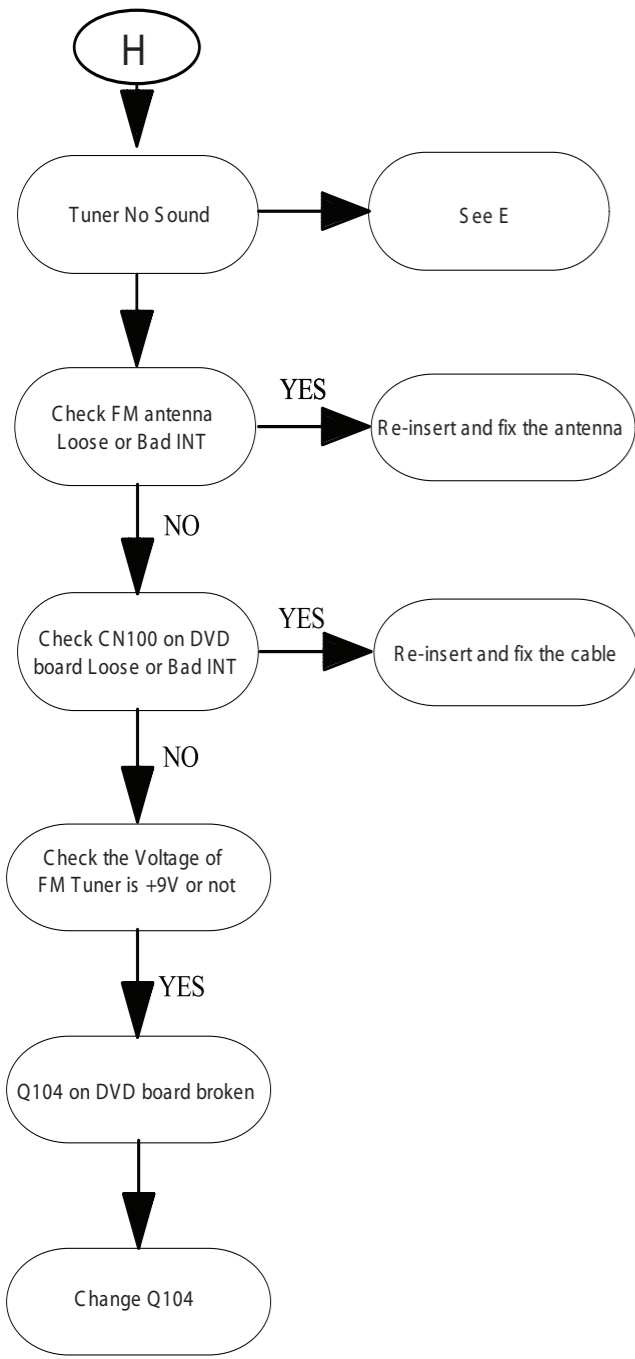 H
Tuner No Sound
See E
Check FM antenna
Loose or Bad INT
YES
Re-insert and fix the antenna
NO
Check CN100 on DVD
board Loose or Bad INT
YES
Re-insert and fix the cable
NO
Check the Voltage of
FM Tuner is +9V or not
YES
Q104 on DVD board broken
Change Q104